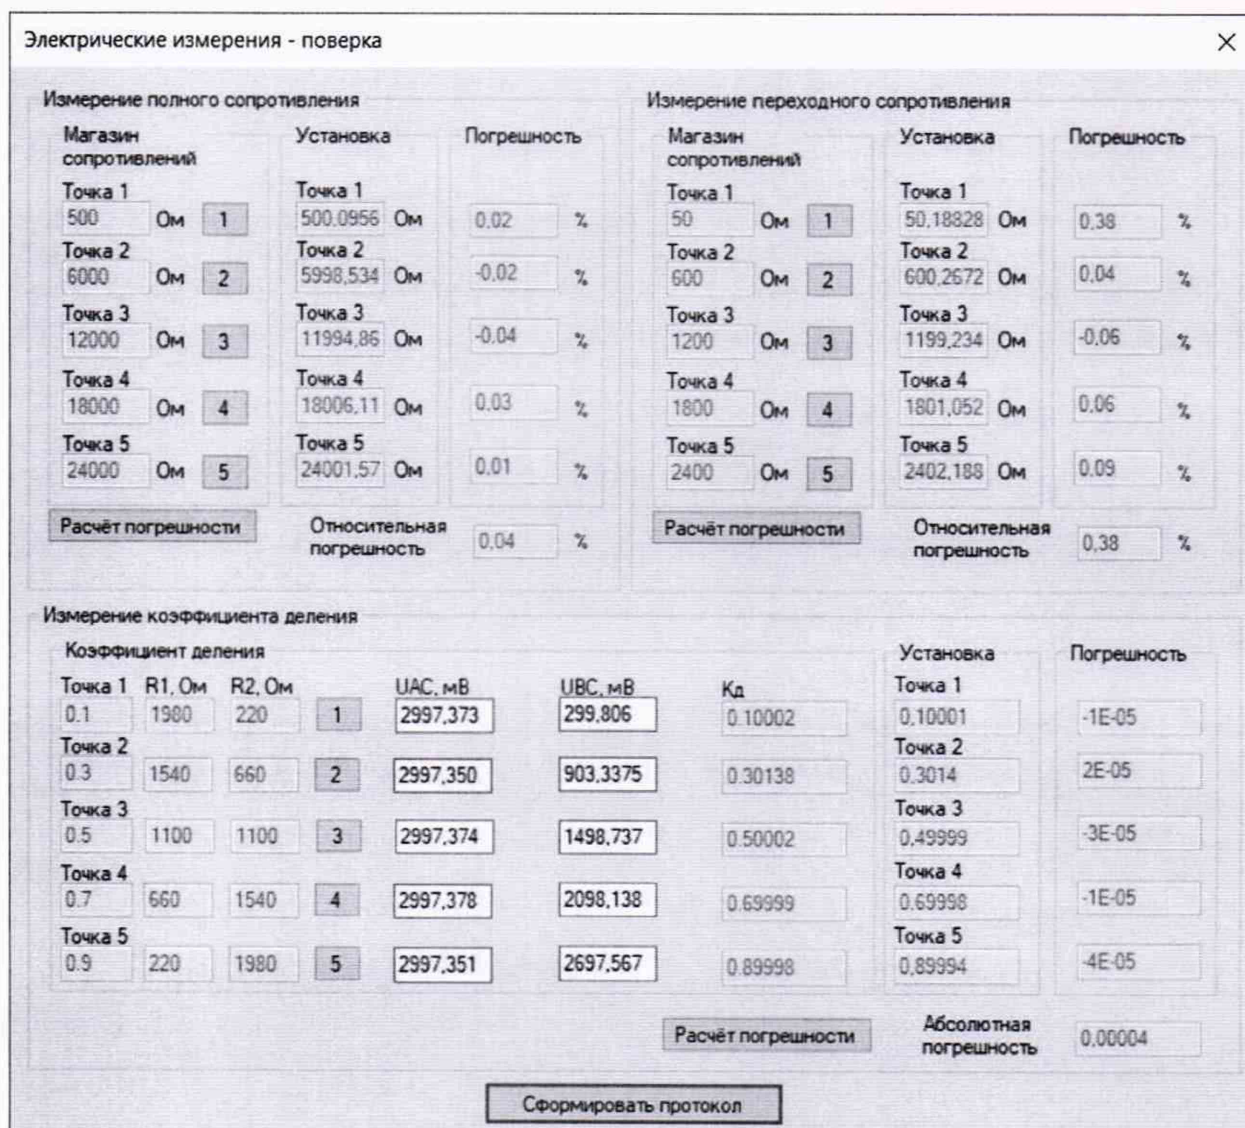 Электрические измерения - поверка
Измерение полного сопротивления
Магазин сопротивлений Установка Погрешность
Точка 1 Точка 1
500 Ом 1 500,0956 Ом 0,02 %
Точка 2 Точка 2
6000 Ом 2 5998,534 Ом -0,02 %
Точка 3 Точка 3
12000 Ом 3 11994,86 Ом -0,04 %
Точка 4 Точка 4
18000 Ом 4 18006,11 Ом 0,03 %
Точка 5 Точка 5
24000 Ом 5 24001,57 Ом 0,01 %
Расчёт погрешности Относительная погрешность 0,04 %
Измерение переходного сопротивления
Магазин сопротивлений Установка Погрешность
Точка 1 Точка 1
50 Ом 1 50,18828 Ом 0,38 %
Точка 2 Точка 2
600 Ом 2 600,2672 Ом 0,04 %
Точка 3 Точка 3
1200 Ом 3 1199,234 Ом -0,06 %
Точка 4 Точка 4
1800 Ом 4 1801,052 Ом 0,06 %
Точка 5 Точка 5
2400 Ом 5 2402,188 Ом 0,09 %
Расчёт погрешности Относительная погрешность 0,38 %
Измерение коэффициента деления
Коэффициент деления Установка Погрешность
Точка 1 R1, Ом R2, Ом UAC, мВ UBC, мВ Кд Точка 1
0.1 1980 220 1 2997,373 299,806 0.10002 0,10001 -1E-05
Точка 2 Точка 2
0.3 1540 660 2 2997,350 903,3375 0.30138 0,3014 2E-05
Точка 3 Точка 3
0.5 1100 1100 3 2997,374 1498,737 0.50002 0,49999 -3E-05
Точка 4 Точка 4
0.7 660 1540 4 2997,378 2098,138 0.69999 0,69998 -1E-05
Точка 5 Точка 5
0.9 220 1980 5 2997,351 2697,567 0.89998 0,89994 -4E-05
Расчёт погрешности Абсолютная погрешность 0,00004
Сформировать протокол